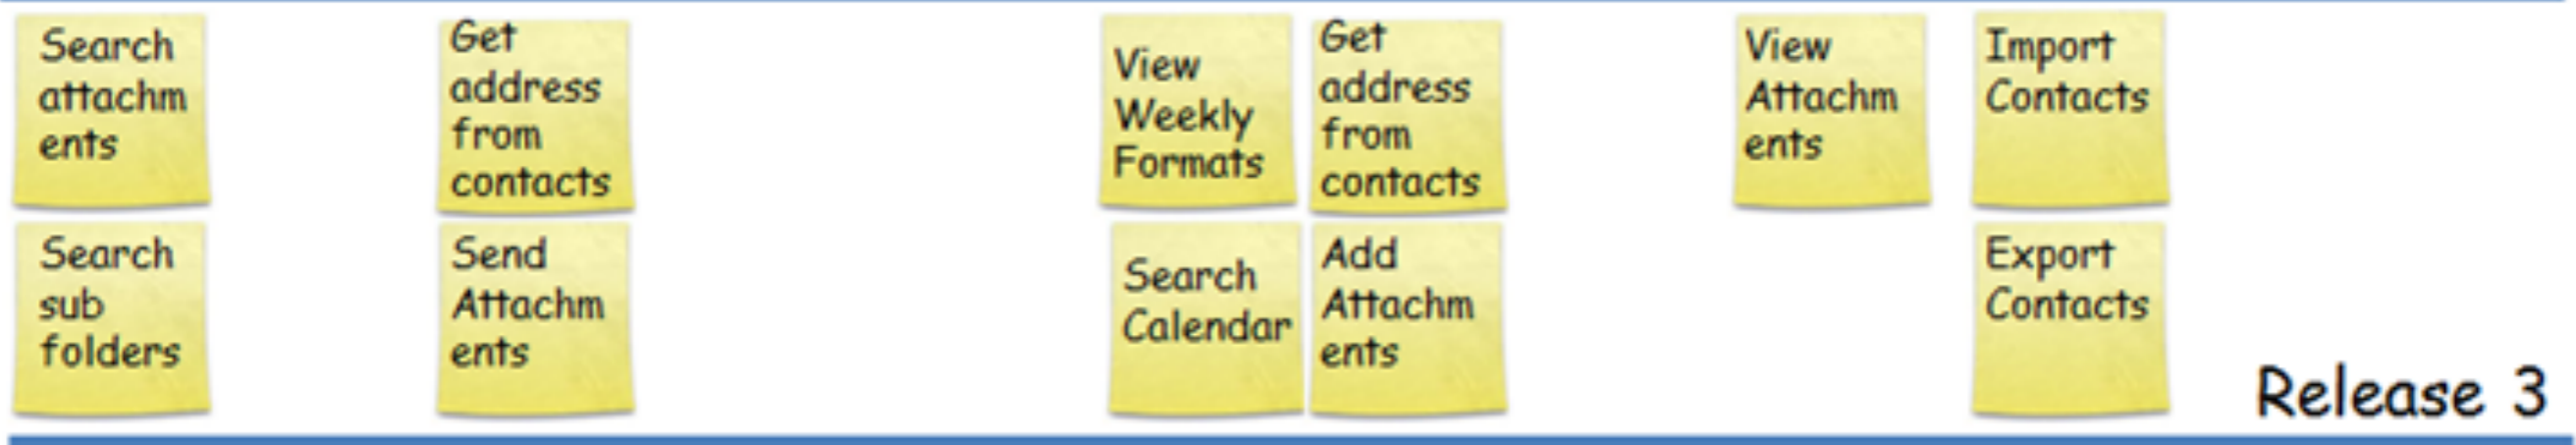 Search
attachm
ents
Get
address
from
contacts
View
Weekly
Formats
Get
address
from
contacts
View
Attachm
ents
Import
Contacts
Search
sub
folders
Send
Attachm
ents
Search
Calendar
Add
Attachm
ents
Export
Contacts
Release 3